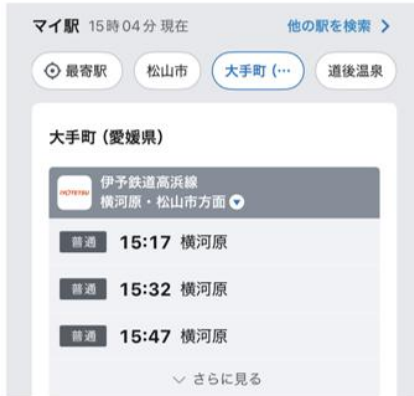 マイ駅 15時04分現在 他の駅を検索
最寄駅 松山市 大手町 (… 道後温泉
大手町 (愛媛県)
IYOTETSU
伊予鉄道高浜線
横河原・松山市方面
普通 15:17 横河原
普通 15:32 横河原
普通 15:47 横河原
さらに見る